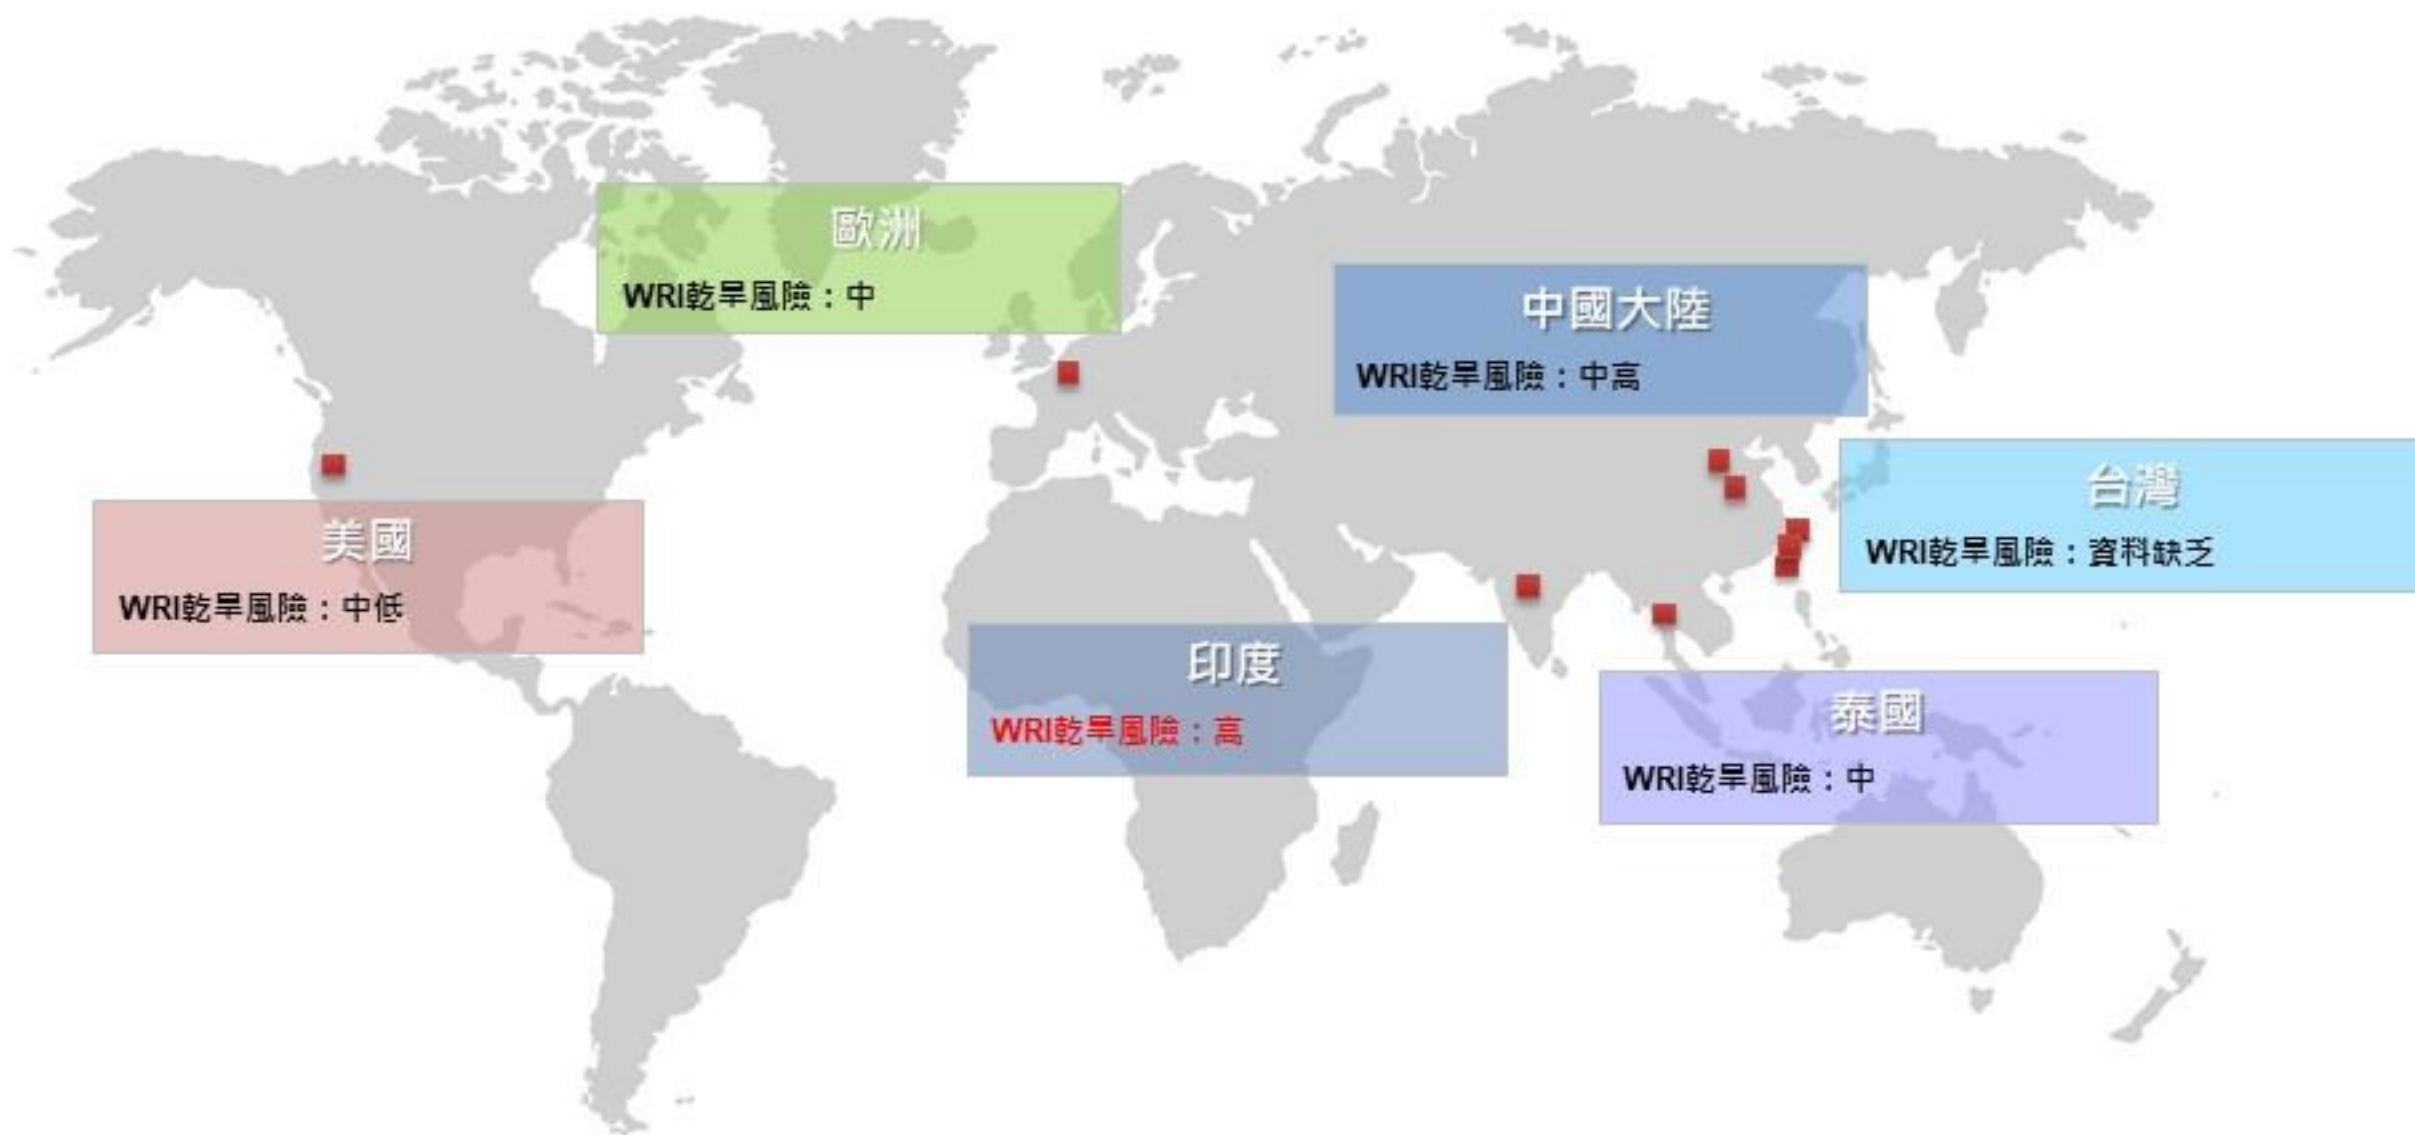 歐洲
WRI乾旱風險：中
中國大陸
WRI乾旱風險：中高
台灣
WRI乾旱風險：資料缺乏
美國
WRI乾旱風險：中低
印度
WRI乾旱風險：高
泰國
WRI乾旱風險：中